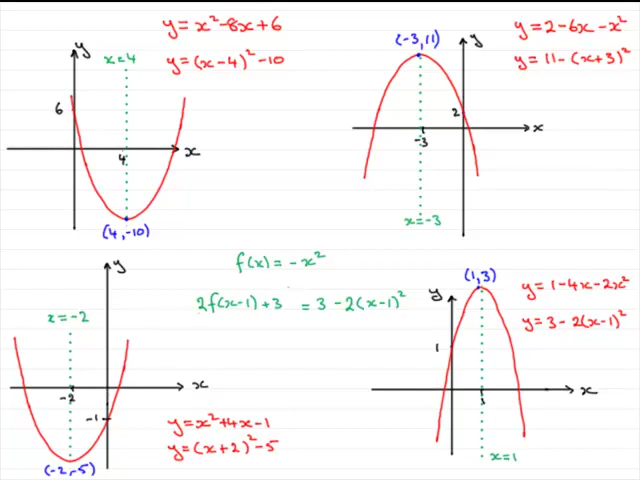 y = x² - 8x + 6
y = (x - 4)² - 10
y
x = 4
6
4
x
(4, -10)
y = 2 - 6x - x²
y = 11 - (x + 3)²
(-3, 11)
y
2
x
-3
x = -3
f(x) = -x²
2f(x - 1) + 3 = 3 - 2(x - 1)²
y
x = -2
x
-2
-1
(-2, -5)
y = x² + 4x - 1
y = (x + 2)² - 5
(1, 3)
y
y = 1 - 4x - 2x²
y = 3 - 2(x - 1)²
1
x
1
x = 1